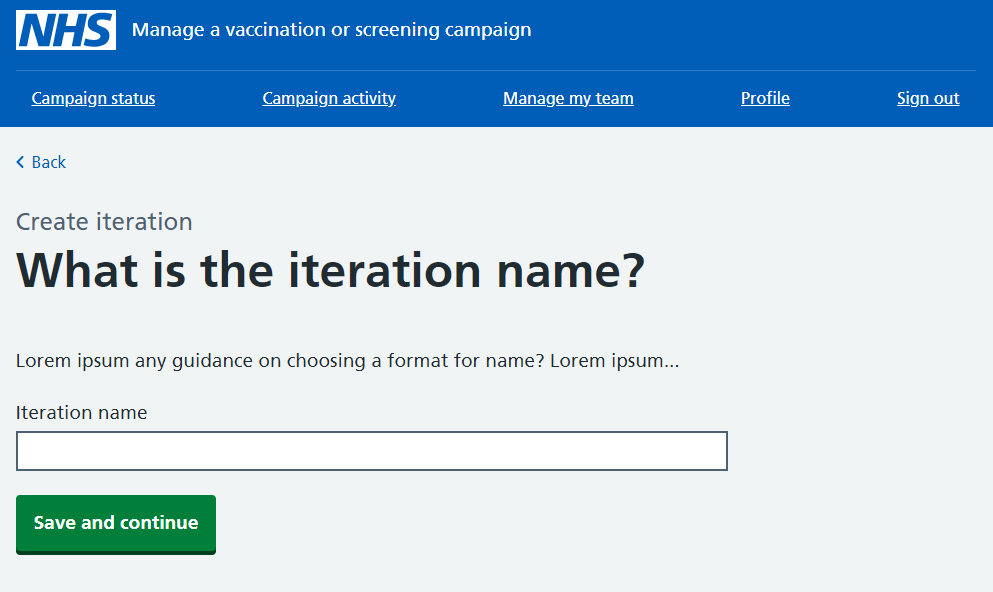 NHS Manage a vaccination or screening campaign
Campaign status Campaign activity Manage my team Profile Sign out
Back
Create iteration
What is the iteration name?
Lorem ipsum any guidance on choosing a format for name? Lorem ipsum...
Iteration name
Save and continue